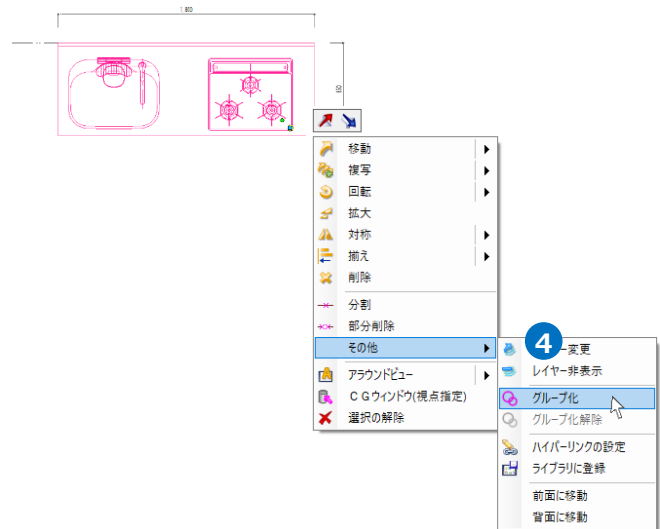 1,800
650
移動
複写
回転
拡大
対称
揃え
削除
分割
部分削除
その他
アラウンドビュー
ＣＧウィンドウ(視点指定)
選択の解除
4
ー変更
レイヤー非表示
グループ化
グループ化解除
ハイパーリンクの設定
ライブラリに登録
前面に移動
背面に移動